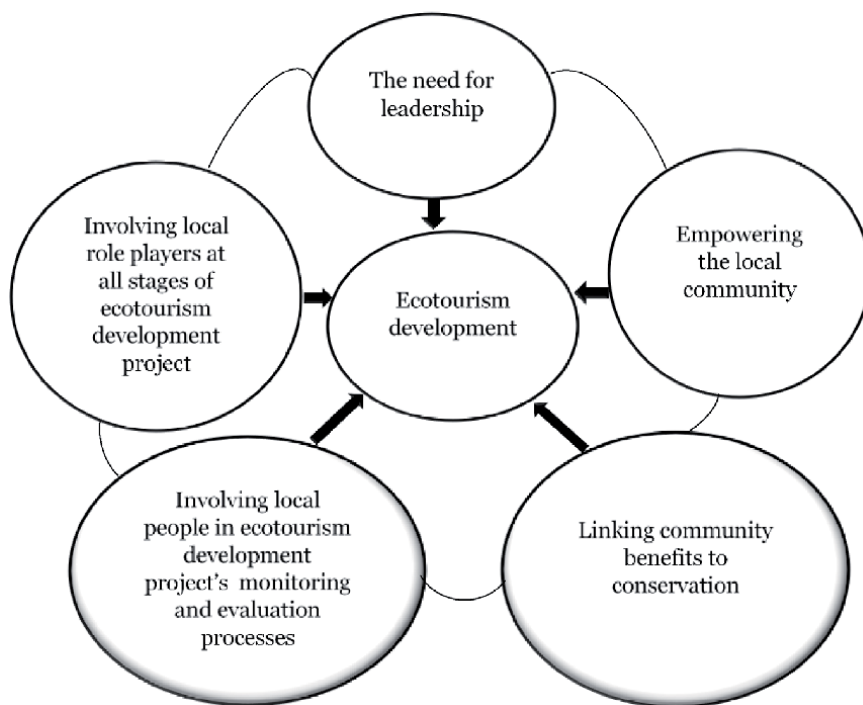 The need for
leadership
Involving local
role players at
all stages of
ecotourism
development
project
Empowering
the local
community
Ecotourism
development
Involving local
people in ecotourism
development
project's monitoring
and evaluation
processes
Linking community
benefits to
conservation